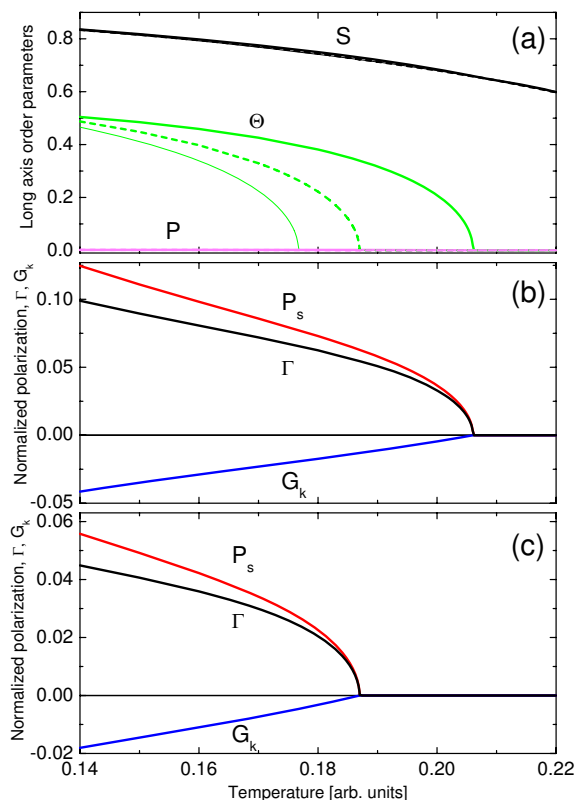 (a)
S
Θ
P
Long axis order parameters
0.8
0.6
0.4
0.2
0.0
(b)
P_s
Γ
G_k
Normalized polarization, Γ, G_k
0.10
0.05
0.00
-0.05
(c)
P_s
Γ
G_k
Normalized polarization, Γ, G_k
0.06
0.04
0.02
0.00
-0.02
0.14 0.16 0.18 0.20 0.22
Temperature [arb. units]